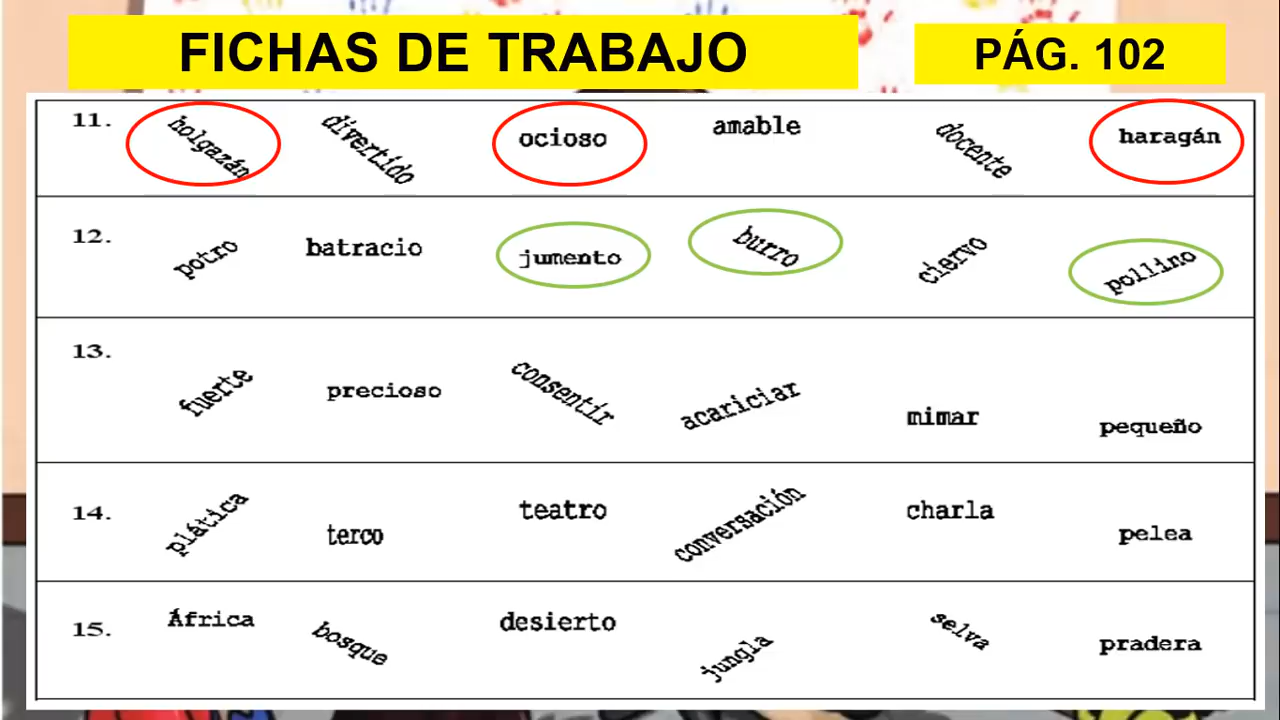 FICHAS DE TRABAJO
PÁG. 102
11. holgazán divertido ocioso amable docente haragán
12. potro batracio jumento burro ciervo pollino
13. fuerte precioso consentir acariciar mimar pequeño
14. plática terco teatro conversación charla pelea
15. África bosque desierto jungla selva pradera